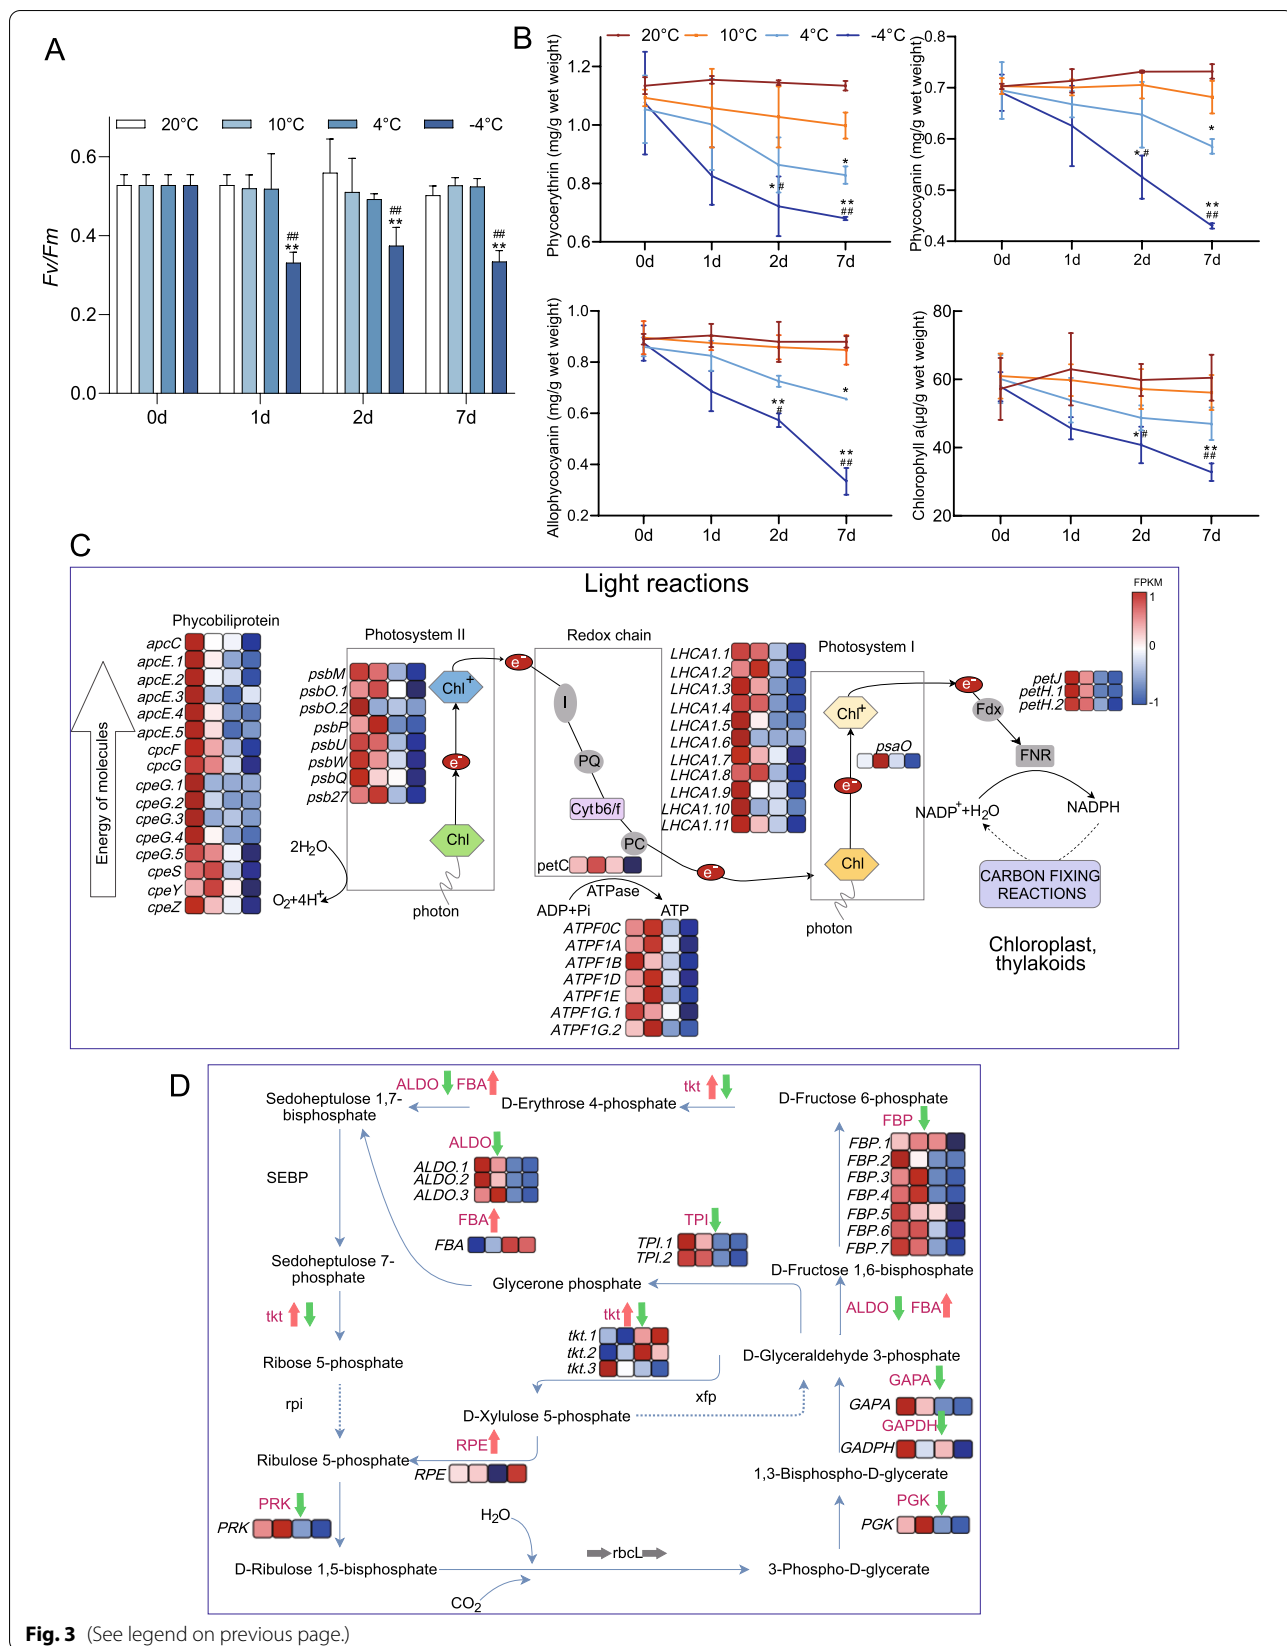 A
20°C 10°C 4°C -4°C
Fv/Fm
0.6
0.4
0.2
0.0
##
**
##
**
##
**
0d 1d 2d 7d
B
20°C 10°C 4°C -4°C
Phycoerythrin (mg/g wet weight)
1.2
1.0
0.8
0.6
*#
*
**
##
0d 1d 2d 7d
Phycocyanin (mg/g wet weight)
0.8
0.7
0.6
0.5
0.4
*#
*
**
##
0d 1d 2d 7d
Allophycocyanin (mg/g wet weight)
1.0
0.8
0.6
0.4
0.2
**
#
*
**
##
0d 1d 2d 7d
Chlorophyll a(μg/g wet weight)
80
60
40
20
*#
**
##
0d 1d 2d 7d
C
Light reactions
Energy of molecules
Phycobiliprotein
apcC
apcE.1
apcE.2
apcE.3
apcE.4
apcE.5
cpcF
cpcG
cpeG.1
cpeG.2
cpeG.3
cpeG.4
cpeG.5
cpeS
cpeY
cpeZ
Photosystem II
psbM
psbO.1
psbO.2
psbP
psbU
psbW
psbQ
psb27
Chl+
e-
Chl
2H2O
O2+4H+
photon
e-
Redox chain
I
PQ
Cyt b6/f
PC
petC
ATPase
ADP+Pi ATP
ATPF0C
ATPF1A
ATPF1B
ATPF1D
ATPF1E
ATPF1G.1
ATPF1G.2
e-
LHCA1.1
LHCA1.2
LHCA1.3
LHCA1.4
LHCA1.5
LHCA1.6
LHCA1.7
LHCA1.8
LHCA1.9
LHCA1.10
LHCA1.11
Photosystem I
Chl+
psaO
e-
Chl
photon
e-
Fdx
FNR
petJ
petH.1
petH.2
FPKM
1
0
-1
NADP++H2O NADPH
CARBON FIXING
REACTIONS
Chloroplast,
thylakoids
D
ALDO FBA
tkt
Sedoheptulose 1,7-
bisphosphate
D-Erythrose 4-phosphate
D-Fructose 6-phosphate
FBP
FBP.1
FBP.2
FBP.3
FBP.4
FBP.5
FBP.6
FBP.7
ALDO
ALDO.1
ALDO.2
ALDO.3
SEBP
FBA
FBA
TPI
TPI.1
TPI.2
Sedoheptulose 7-
phosphate
Glycerone phosphate
D-Fructose 1,6-bisphosphate
tkt
tkt
tkt.1
tkt.2
tkt.3
ALDO FBA
Ribose 5-phosphate
D-Glyceraldehyde 3-phosphate
rpi
xfp
GAPA
GAPA
D-Xylulose 5-phosphate
GAPDH
GADPH
RPE
RPE
Ribulose 5-phosphate
1,3-Bisphospho-D-glycerate
PRK
PRK
H2O
PGK
PGK
rbcL
D-Ribulose 1,5-bisphosphate
3-Phospho-D-glycerate
CO2
Fig. 3 (See legend on previous page.)